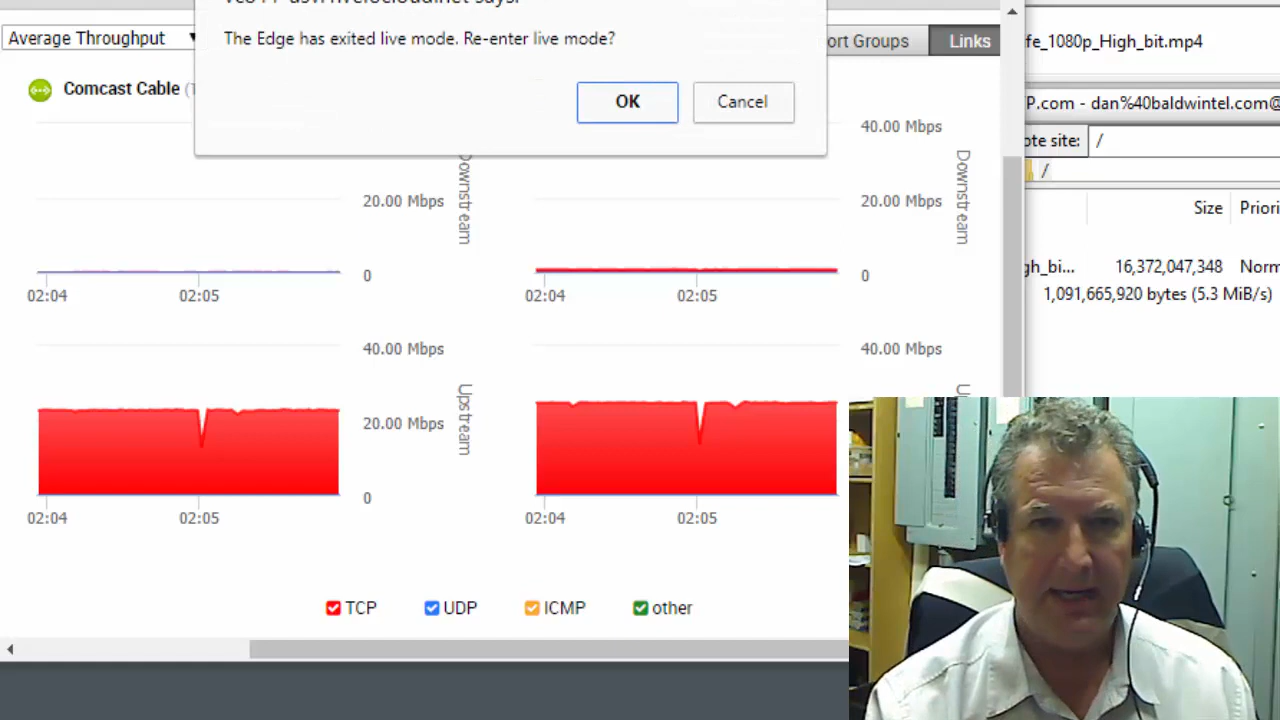 The Edge has exited live mode. Re-enter live mode?
OK
Cancel
Average Throughput
ort Groups
Links
Comcast Cable
40.00 Mbps
20.00 Mbps
0
Downstream
02:04
02:05
40.00 Mbps
20.00 Mbps
0
Downstream
02:04
02:05
40.00 Mbps
20.00 Mbps
0
Upstream
02:04
02:05
40.00 Mbps
02:04
02:05
TCP
UDP
ICMP
other
fe_1080p_High_bit.mp4
P.com - dan%40baldwintel.com@
ote site:
/
/
Size
Priori
gh_bi...
16,372,047,348
Norm
1,091,665,920 bytes (5.3 MiB/s)